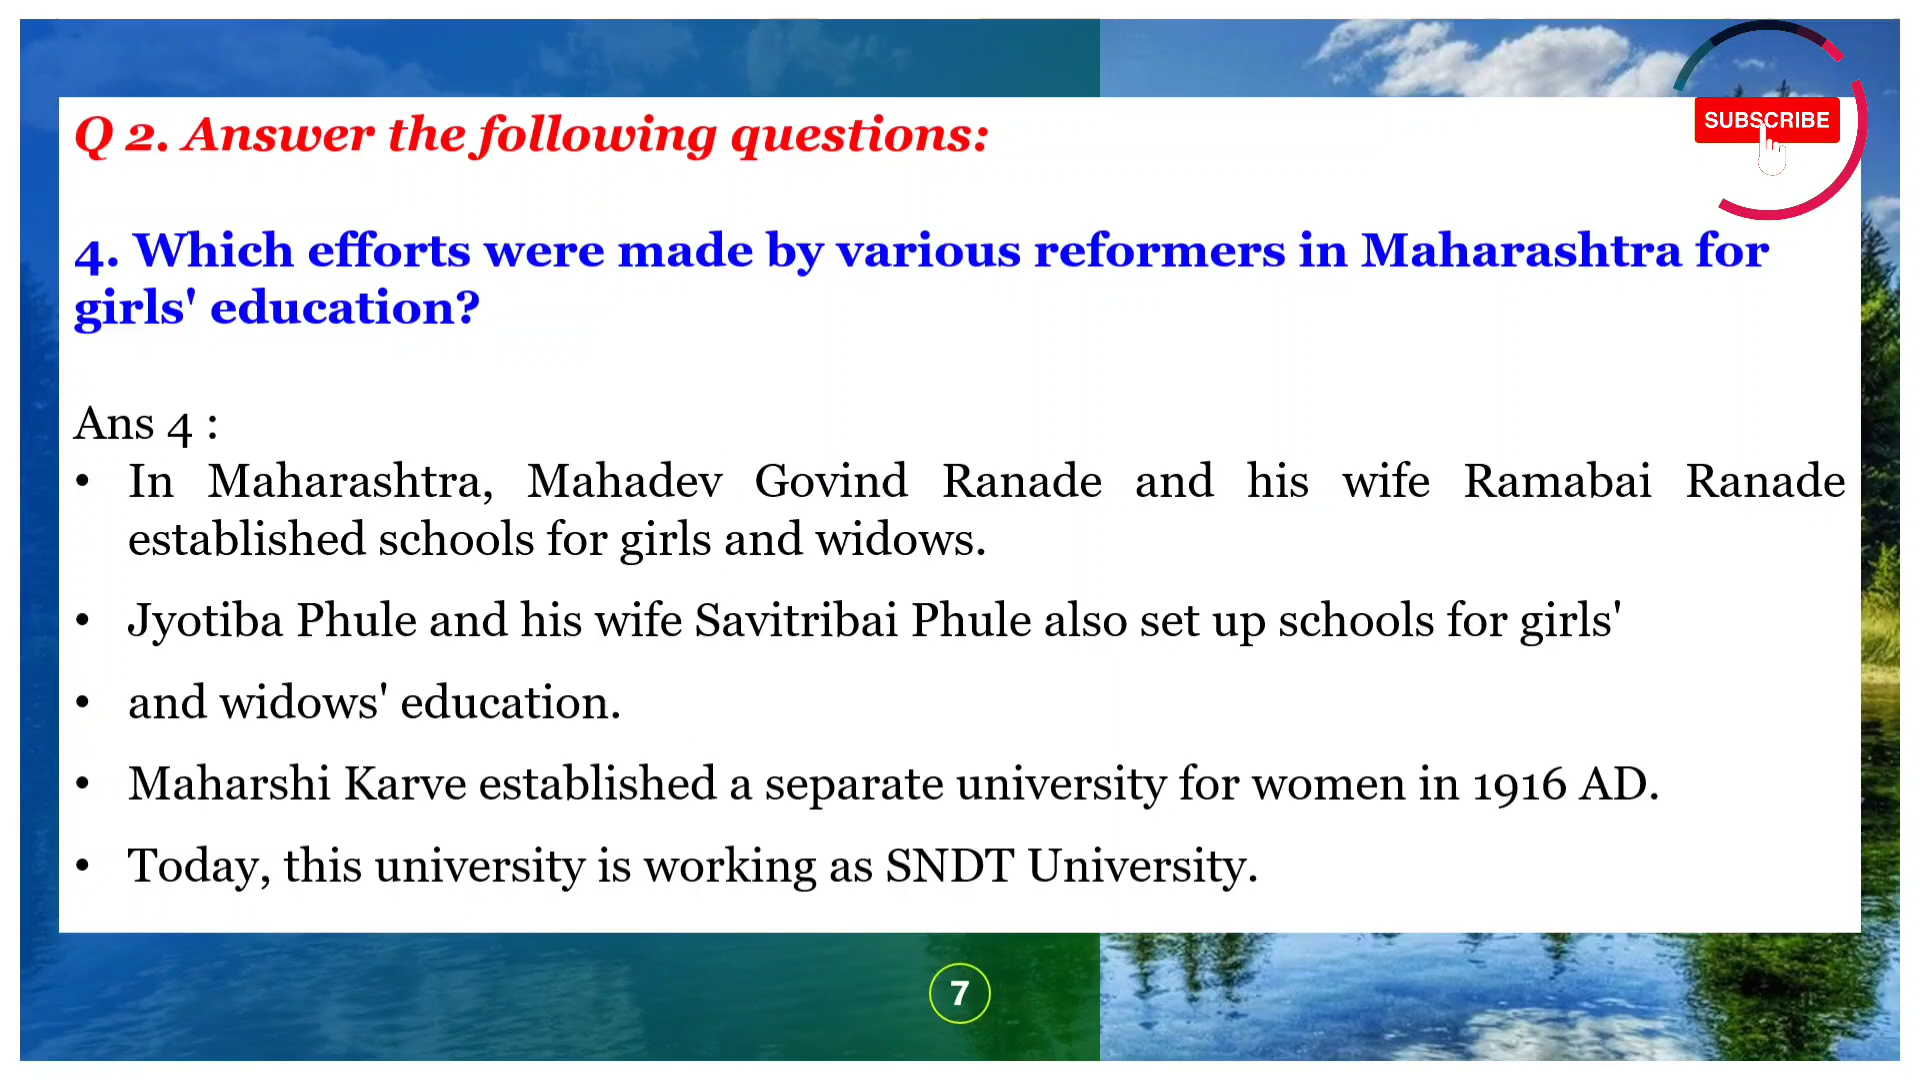 SUBSCRIBE
Q 2. Answer the following questions:
4. Which efforts were made by various reformers in Maharashtra for
girls' education?
Ans 4 :
• In Maharashtra, Mahadev Govind Ranade and his wife Ramabai Ranade
established schools for girls and widows.
• Jyotiba Phule and his wife Savitribai Phule also set up schools for girls'
• and widows' education.
• Maharshi Karve established a separate university for women in 1916 AD.
• Today, this university is working as SNDT University.
7